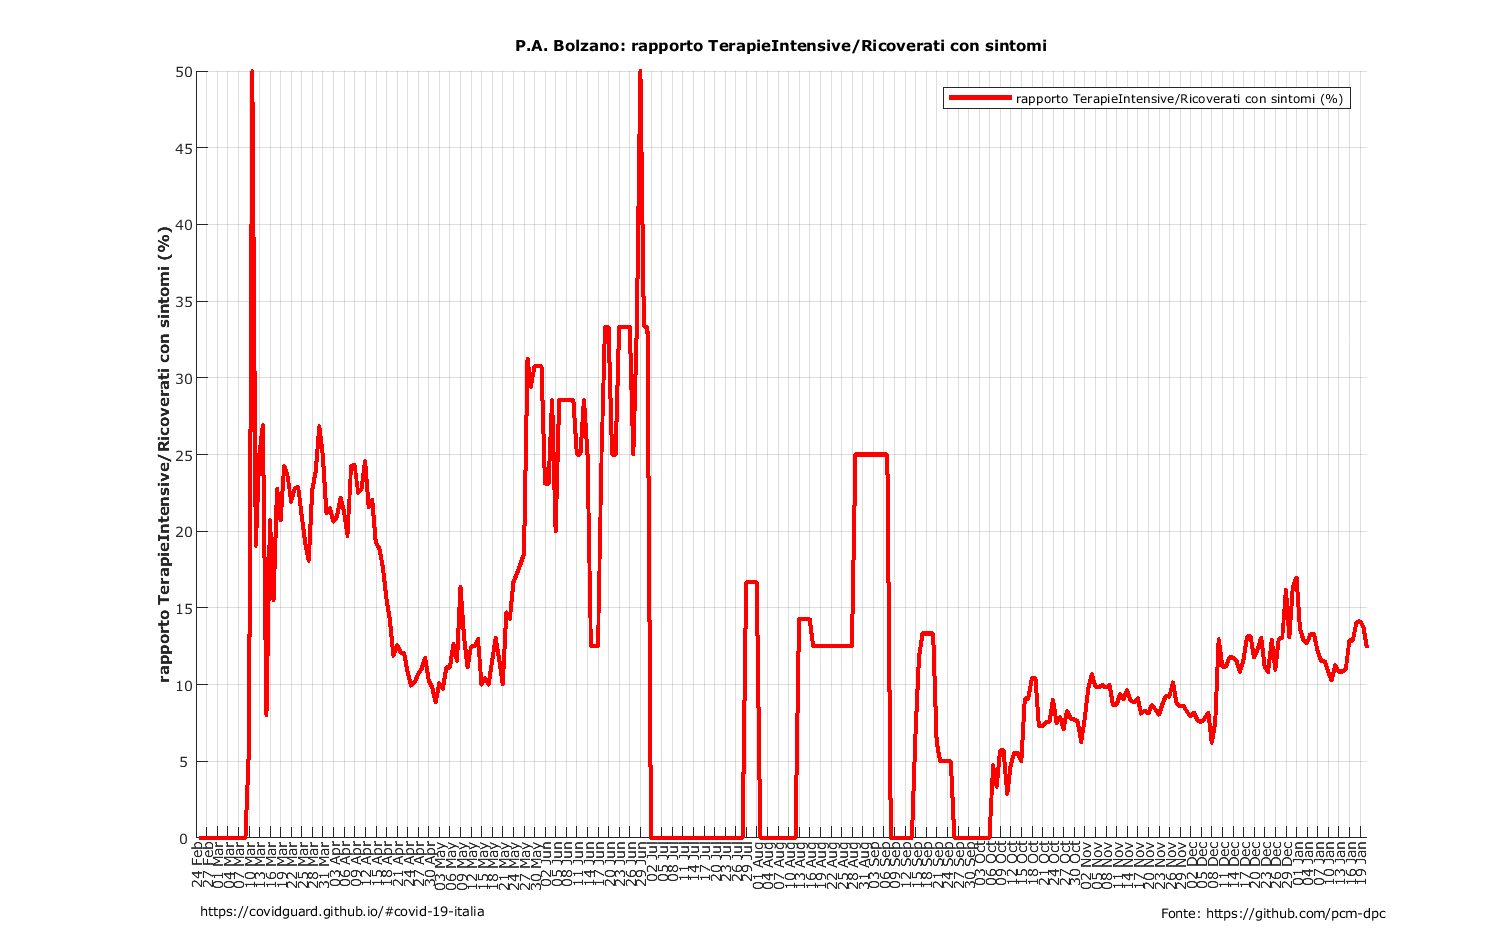 P.A. Bolzano: rapporto TerapieIntensive/Ricoverati con sintomi
rapporto TerapieIntensive/Ricoverati con sintomi (%)
rapporto TerapieIntensive/Ricoverati con sintomi (%)
50
45
40
35
30
25
20
15
10
5
0
24 Feb
27 Feb
01 Mar
04 Mar
07 Mar
10 Mar
13 Mar
16 Mar
19 Mar
22 Mar
25 Mar
28 Mar
31 Mar
03 Apr
06 Apr
09 Apr
12 Apr
15 Apr
18 Apr
21 Apr
24 Apr
27 Apr
30 Apr
03 May
06 May
09 May
12 May
15 May
18 May
21 May
24 May
27 May
30 May
02 Jun
05 Jun
08 Jun
11 Jun
14 Jun
17 Jun
20 Jun
23 Jun
26 Jun
29 Jun
02 Jul
05 Jul
08 Jul
11 Jul
14 Jul
17 Jul
20 Jul
23 Jul
26 Jul
29 Jul
01 Aug
04 Aug
07 Aug
10 Aug
13 Aug
16 Aug
19 Aug
22 Aug
25 Aug
28 Aug
31 Aug
03 Sep
06 Sep
09 Sep
12 Sep
15 Sep
18 Sep
21 Sep
24 Sep
27 Sep
30 Sep
03 Oct
06 Oct
09 Oct
12 Oct
15 Oct
18 Oct
21 Oct
24 Oct
27 Oct
30 Oct
02 Nov
05 Nov
08 Nov
11 Nov
14 Nov
17 Nov
20 Nov
23 Nov
26 Nov
29 Nov
02 Dec
05 Dec
08 Dec
11 Dec
14 Dec
17 Dec
20 Dec
23 Dec
26 Dec
29 Dec
01 Jan
04 Jan
07 Jan
10 Jan
13 Jan
16 Jan
19 Jan
https://covidguard.github.io/#covid-19-italia
Fonte: https://github.com/pcm-dpc